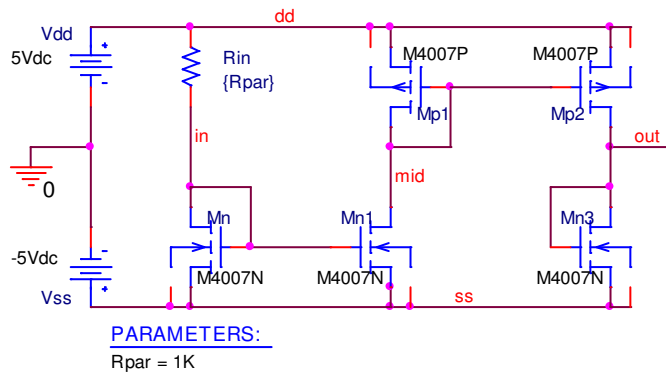 dd
Vdd
5Vdc
+
-
Rin
{Rpar}
M4007P
Mp1
M4007P
Mp2
in
mid
out
0
Mn
Mn1
Mn3
-5Vdc
-
+
Vss
M4007N
M4007N
M4007N
ss
PARAMETERS:
Rpar = 1K